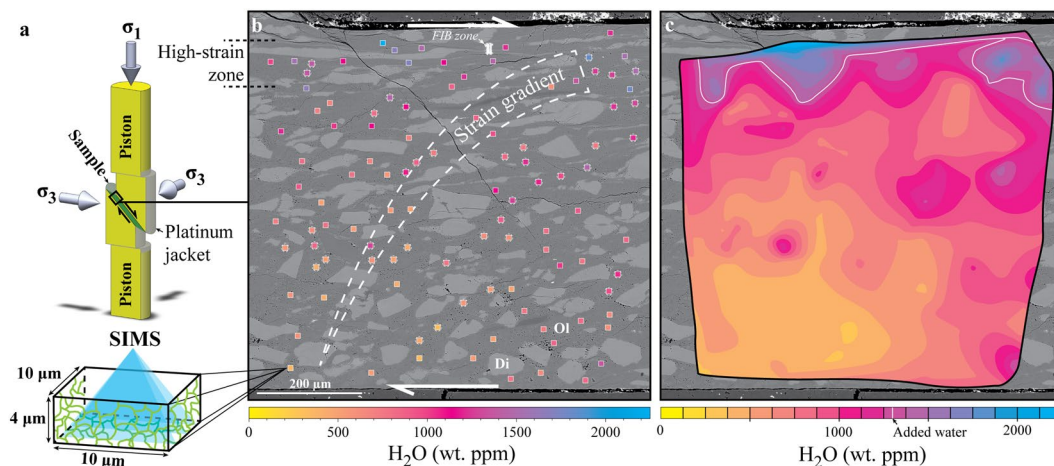 a
σ1
High-strain
zone
Piston
Sample
σ3
σ3
Platinum
jacket
Piston
SIMS
10 µm
4 µm
10 µm
b
FIB zone
Strain gradient
Ol
Di
200 µm
0 500 1000 1500 2000
H2O (wt. ppm)
c
0 1000 2000
Added water
H2O (wt. ppm)